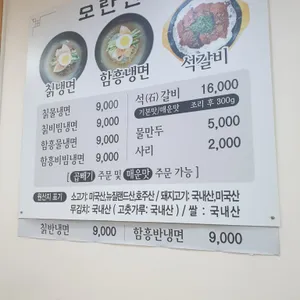 모란
칡냉면 함흥냉면 석갈비
칡물냉면 9,000
칡비빔냉면 9,000
함흥물냉면 9,000
함흥비빔냉면 9,000
석(石)갈비 16,000
기본맛/매운맛 조리 후 300g
물만두 5,000
사리 2,000
[ 곱빼기 주문 및 매운맛 주문 가능 ]
원산지 표기 소고기: 미국산,뉴질랜드산,호주산 / 돼지고기: 국내산,미국산
무김치: 국내산 ( 고춧가루: 국내산 ) / 쌀 : 국내산
칡반냉면 9,000 함흥반냉면 9,000